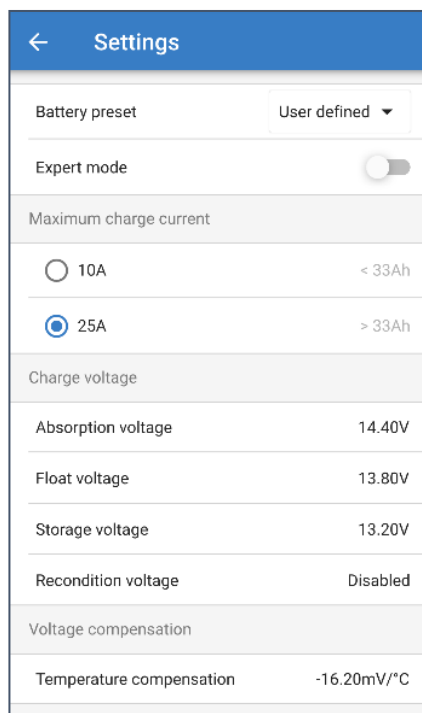 Settings
Battery preset User defined
Expert mode
Maximum charge current
10A < 33Ah
25A > 33Ah
Charge voltage
Absorption voltage 14.40V
Float voltage 13.80V
Storage voltage 13.20V
Recondition voltage Disabled
Voltage compensation
Temperature compensation -16.20mV/°C